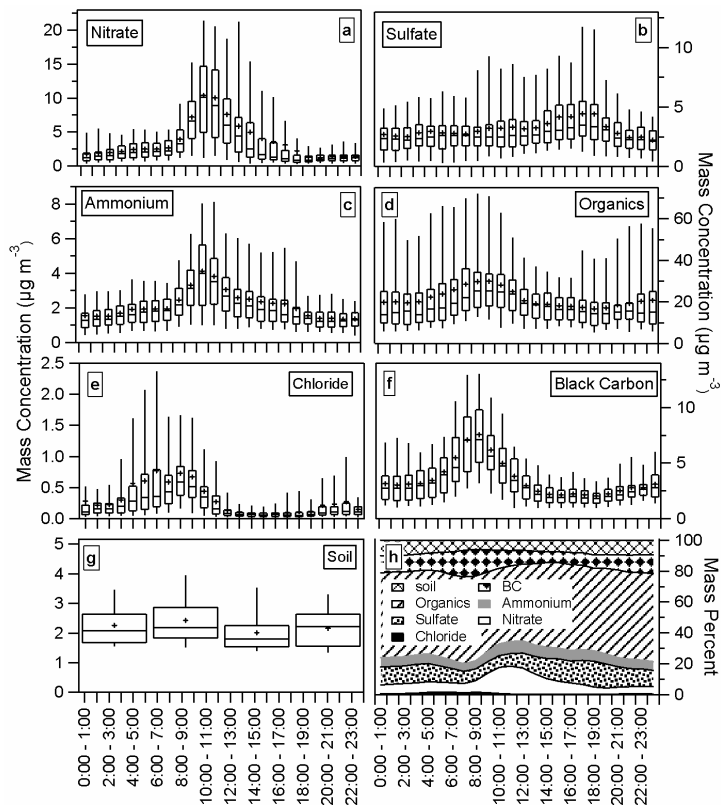 Nitrate
a
20
15
10
5
0
Sulfate
b
10
5
0
Ammonium
c
8
6
4
2
0
d
Organics
60
40
20
0
e
Chloride
2.5
2.0
1.5
1.0
0.5
0.0
f
Black Carbon
10
5
0
g
Soil
5
4
3
2
1
0
h
100
80
60
40
20
0
soil
BC
Organics
Ammonium
Sulfate
Nitrate
Chloride
Mass Concentration (µg m-3)
Mass Concentration (µg m-3)
Mass Percent
0:00 - 1:00
2:00 - 3:00
4:00 - 5:00
6:00 - 7:00
8:00 - 9:00
10:00 - 11:00
12:00 - 13:00
14:00 - 15:00
16:00 - 17:00
18:00 - 19:00
20:00 - 21:00
22:00 - 23:00
0:00 - 1:00
2:00 - 3:00
4:00 - 5:00
6:00 - 7:00
8:00 - 9:00
10:00 - 11:00
12:00 - 13:00
14:00 - 15:00
16:00 - 17:00
18:00 - 19:00
20:00 - 21:00
22:00 - 23:00